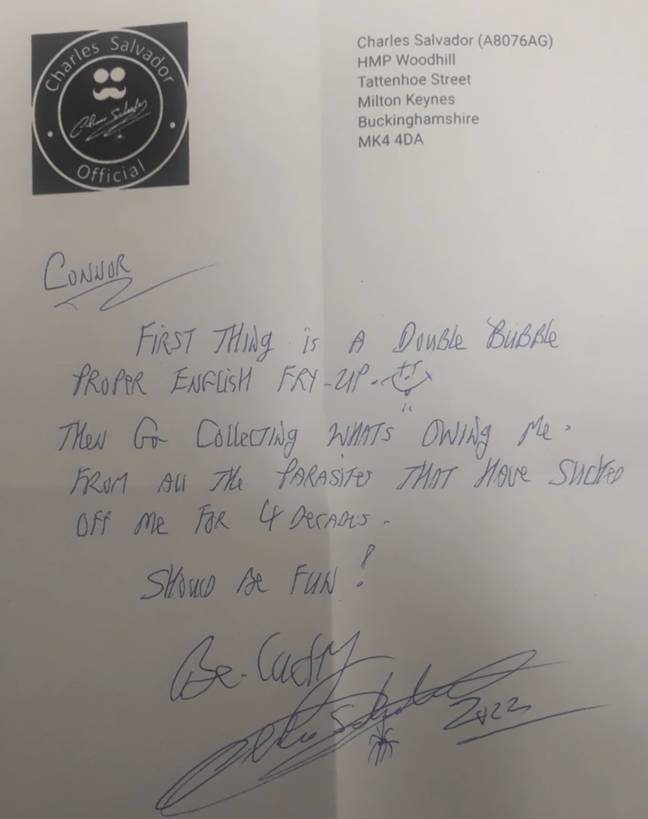 Charles Salvador
Official
Charles Salvador (A8076AG)
HMP Woodhill
Tattenhoe Street
Milton Keynes
Buckinghamshire
MK4 4DA
CONNOR
FIRST THING is A DOUBLE BUBBLE
PROPER ENGLISH FRY-UP.
THEN GO COLLECTING WHATS OWING ME.
FROM All THE PARASITES THAT HAVE SUCKED
OFF ME FOR 4 DECADES.
SHOULD BE FUN!
Be-Lucky
2023